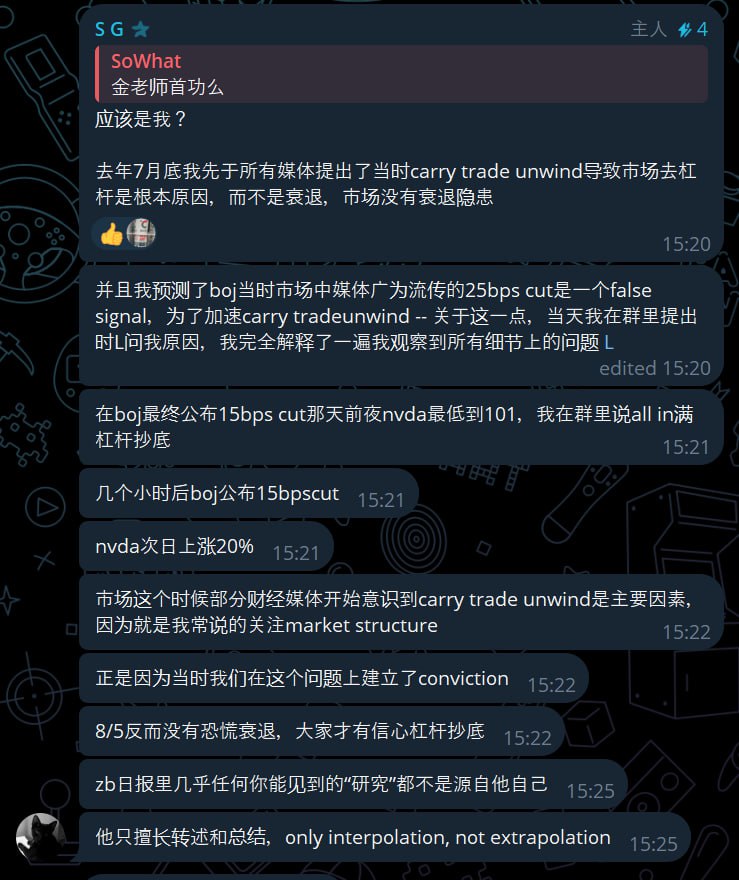 S G
主人 4
SoWhat
金老师首功么
应该是我？
去年7月底我先于所有媒体提出了当时carry trade unwind导致市场去杠
杆是根本原因，而不是衰退，市场没有衰退隐患
15:20
并且我预测了boj当时市场中媒体广为流传的25bps cut是一个false
signal，为了加速carry tradeunwind -- 关于这一点，当天我在群里提出
时L问我原因，我完全解释了一遍我观察到所有细节上的问题 L
edited 15:20
在boj最终公布15bps cut那天前夜nvda最低到101，我在群里说all in满
杠杆抄底
15:21
几个小时后boj公布15bpscut 15:21
nvda次日上涨20% 15:21
市场这个时候部分财经媒体开始意识到carry trade unwind是主要因素，
因为就是我常说的关注market structure
15:22
正是因为当时我们在这个问题上建立了conviction 15:22
8/5反而没有恐慌衰退，大家才有信心杠杆抄底 15:22
zb日报里几乎任何你能见到的“研究”都不是源自他自己 15:25
他只擅长转述和总结，only interpolation, not extrapolation 15:25